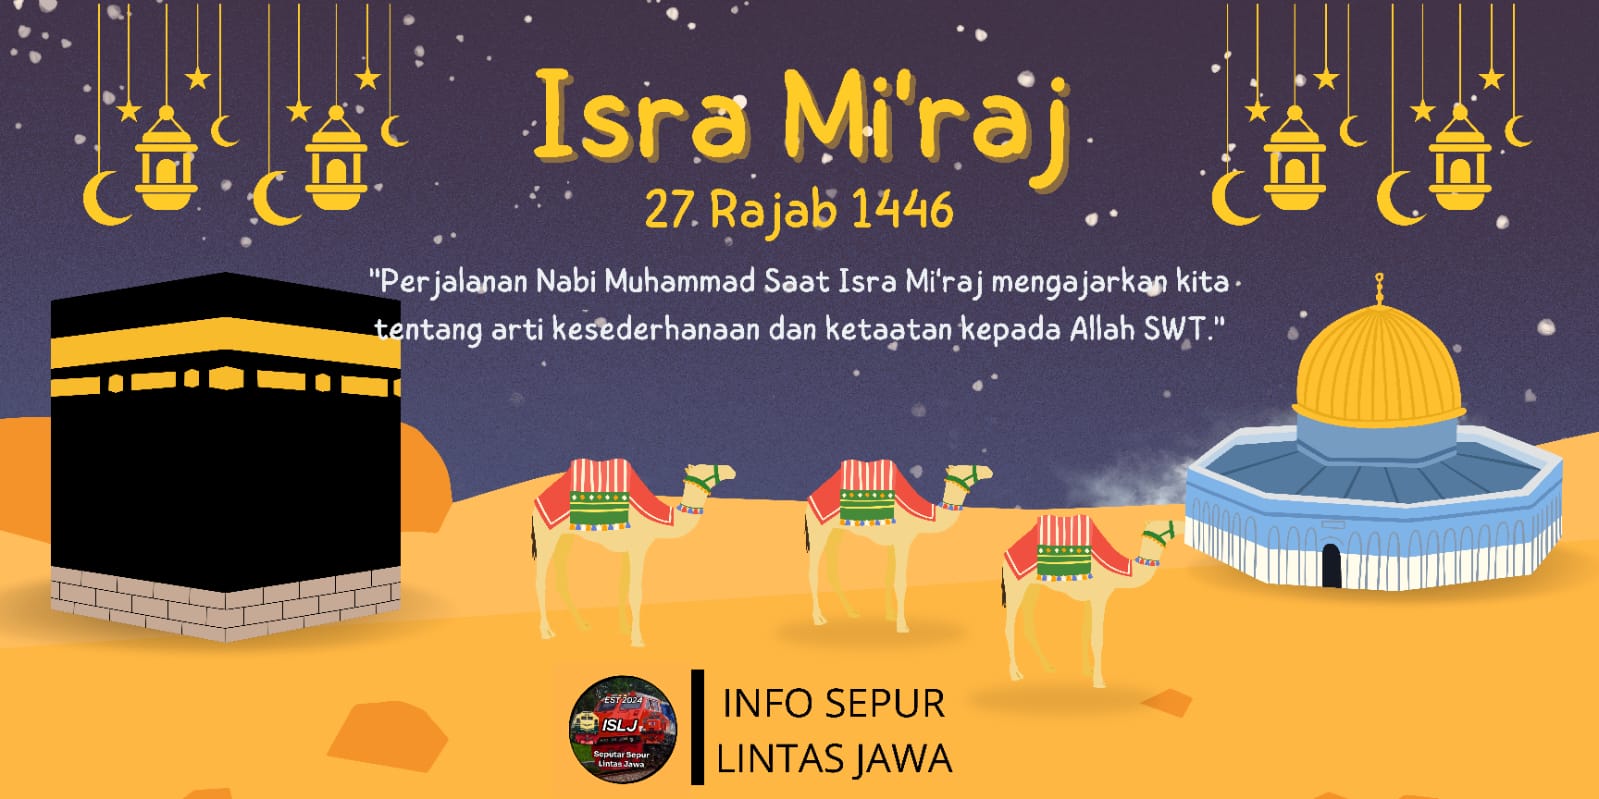 Isra Mi'raj
27 Rajab 1446
"Perjalanan Nabi Muhammad Saat Isra Mi'raj mengajarkan kita
tentang arti kesederhanaan dan ketaatan kepada Allah SWT."
EST 2024
ISLJ
Seputar Sepur
Lintas Jawa
INFO SEPUR
LINTAS JAWA